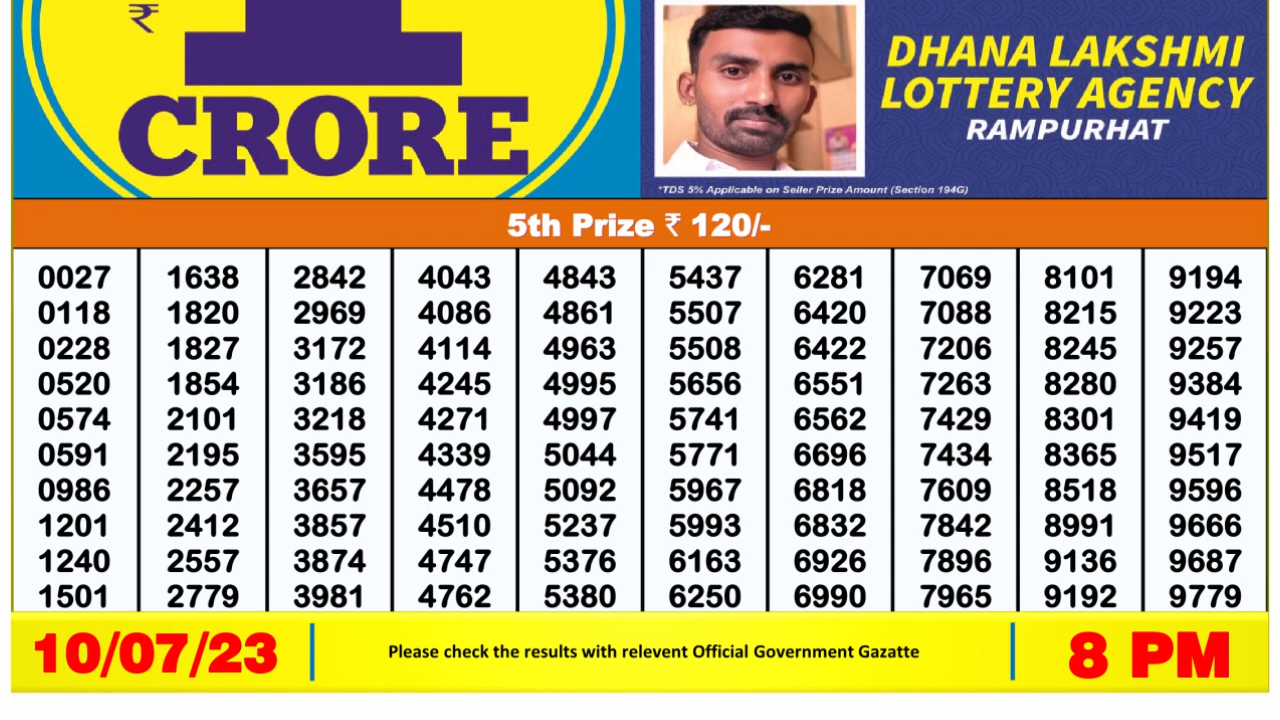 ₹
1
CRORE
DHANA LAKSHMI
LOTTERY AGENCY
RAMPURHAT
*TDS 5% Applicable on Seller Prize Amount (Section 194G)
5th Prize ₹ 120/-
0027 1638 2842 4043 4843 5437 6281 7069 8101 9194
0118 1820 2969 4086 4861 5507 6420 7088 8215 9223
0228 1827 3172 4114 4963 5508 6422 7206 8245 9257
0520 1854 3186 4245 4995 5656 6551 7263 8280 9384
0574 2101 3218 4271 4997 5741 6562 7429 8301 9419
0591 2195 3595 4339 5044 5771 6696 7434 8365 9517
0986 2257 3657 4478 5092 5967 6818 7609 8518 9596
1201 2412 3857 4510 5237 5993 6832 7842 8991 9666
1240 2557 3874 4747 5376 6163 6926 7896 9136 9687
1501 2779 3981 4762 5380 6250 6990 7965 9192 9779
10/07/23 Please check the results with relevent Official Government Gazatte 8 PM